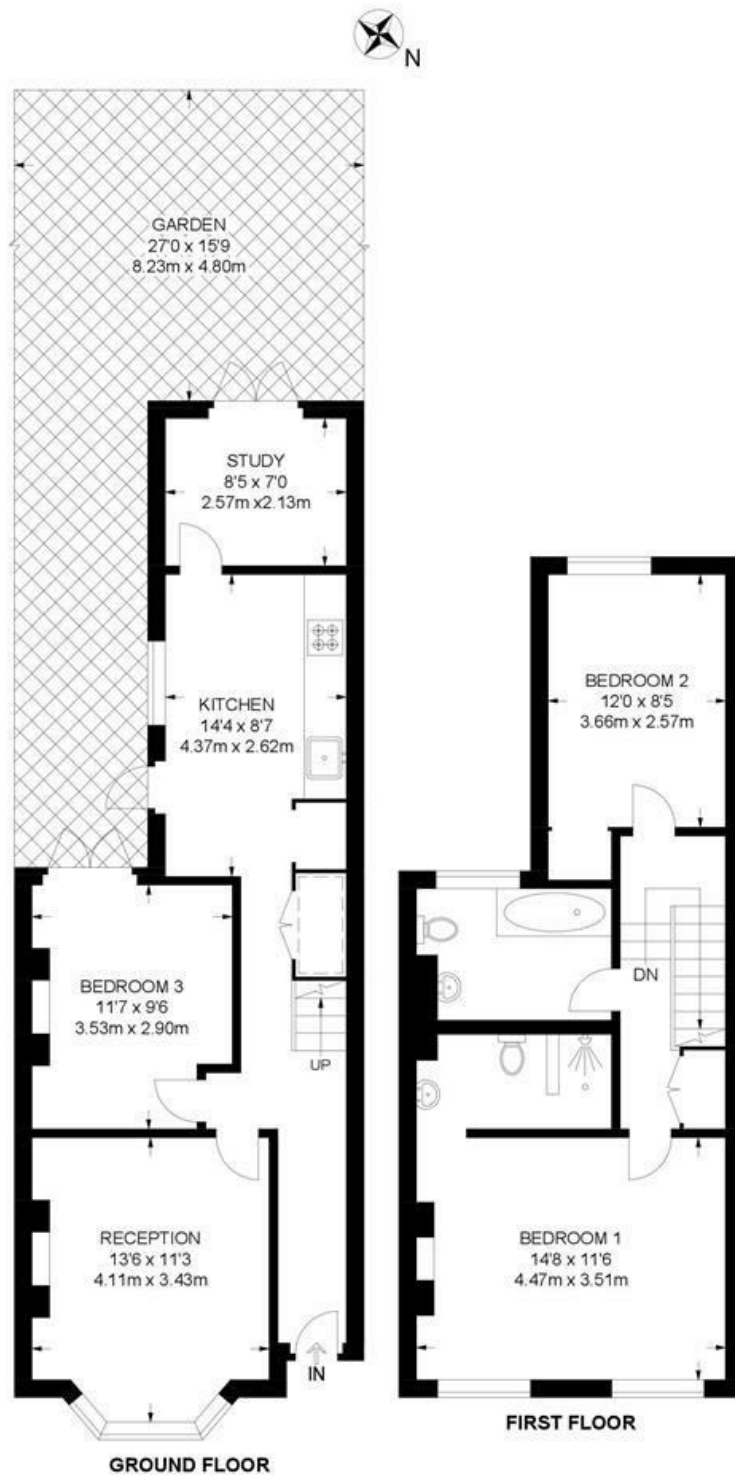 N
GARDEN
27'0 x 15'9
8.23m x 4.80m
STUDY
8'5 x 7'0
2.57m x2.13m
KITCHEN
14'4 x 8'7
4.37m x 2.62m
BEDROOM 3
11'7 x 9'6
3.53m x 2.90m
UP
RECEPTION
13'6 x 11'3
4.11m x 3.43m
IN
GROUND FLOOR
BEDROOM 2
12'0 x 8'5
3.66m x 2.57m
DN
BEDROOM 1
14'8 x 11'6
4.47m x 3.51m
FIRST FLOOR